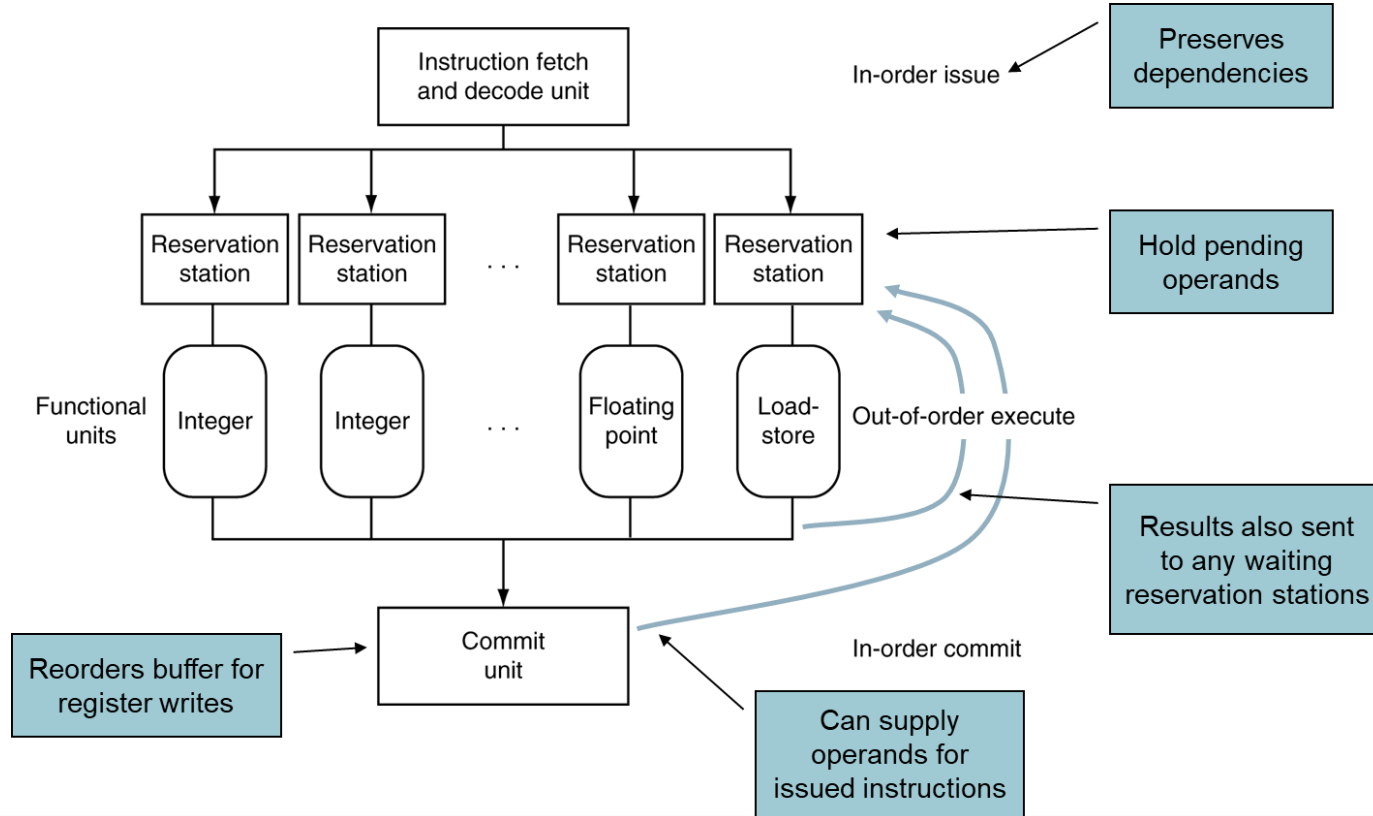 Instruction fetch
and decode unit
In-order issue
Preserves
dependencies
Reservation
station
Reservation
station
. . .
Reservation
station
Reservation
station
Hold pending
operands
Functional
units
Integer
Integer
. . .
Floating
point
Load-
store
Out-of-order execute
Results also sent
to any waiting
reservation stations
Commit
unit
In-order commit
Reorders buffer for
register writes
Can supply
operands for
issued instructions